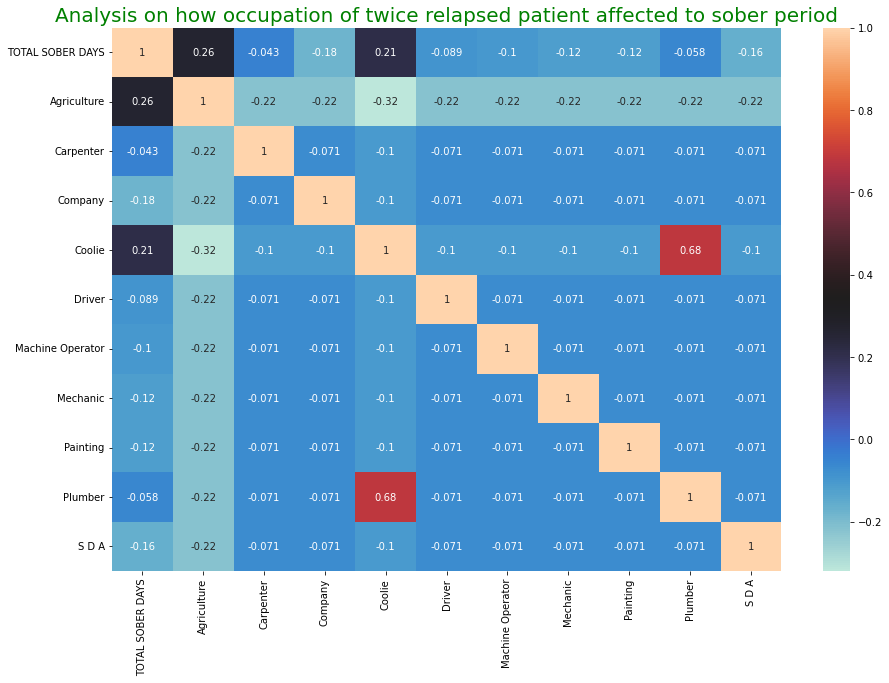 Analysis on how occupation of twice relapsed patient affected to sober period
TOTAL SOBER DAYS 1 0.26 -0.043 -0.18 0.21 -0.089 -0.1 -0.12 -0.12 -0.058 -0.16
Agriculture 0.26 1 -0.22 -0.22 -0.32 -0.22 -0.22 -0.22 -0.22 -0.22 -0.22
Carpenter -0.043 -0.22 1 -0.071 -0.1 -0.071 -0.071 -0.071 -0.071 -0.071 -0.071
Company -0.18 -0.22 -0.071 1 -0.1 -0.071 -0.071 -0.071 -0.071 -0.071 -0.071
Coolie 0.21 -0.32 -0.1 -0.1 1 -0.1 -0.1 -0.1 -0.1 0.68 -0.1
Driver -0.089 -0.22 -0.071 -0.071 -0.1 1 -0.071 -0.071 -0.071 -0.071 -0.071
Machine Operator -0.1 -0.22 -0.071 -0.071 -0.1 -0.071 1 -0.071 -0.071 -0.071 -0.071
Mechanic -0.12 -0.22 -0.071 -0.071 -0.1 -0.071 -0.071 1 -0.071 -0.071 -0.071
Painting -0.12 -0.22 -0.071 -0.071 -0.1 -0.071 -0.071 -0.071 1 -0.071 -0.071
Plumber -0.058 -0.22 -0.071 -0.071 0.68 -0.071 -0.071 -0.071 -0.071 1 -0.071
S D A -0.16 -0.22 -0.071 -0.071 -0.1 -0.071 -0.071 -0.071 -0.071 -0.071 1
TOTAL SOBER DAYS
Agriculture
Carpenter
Company
Coolie
Driver
Machine Operator
Mechanic
Painting
Plumber
S D A
1.0
0.8
0.6
0.4
0.2
0.0
−0.2